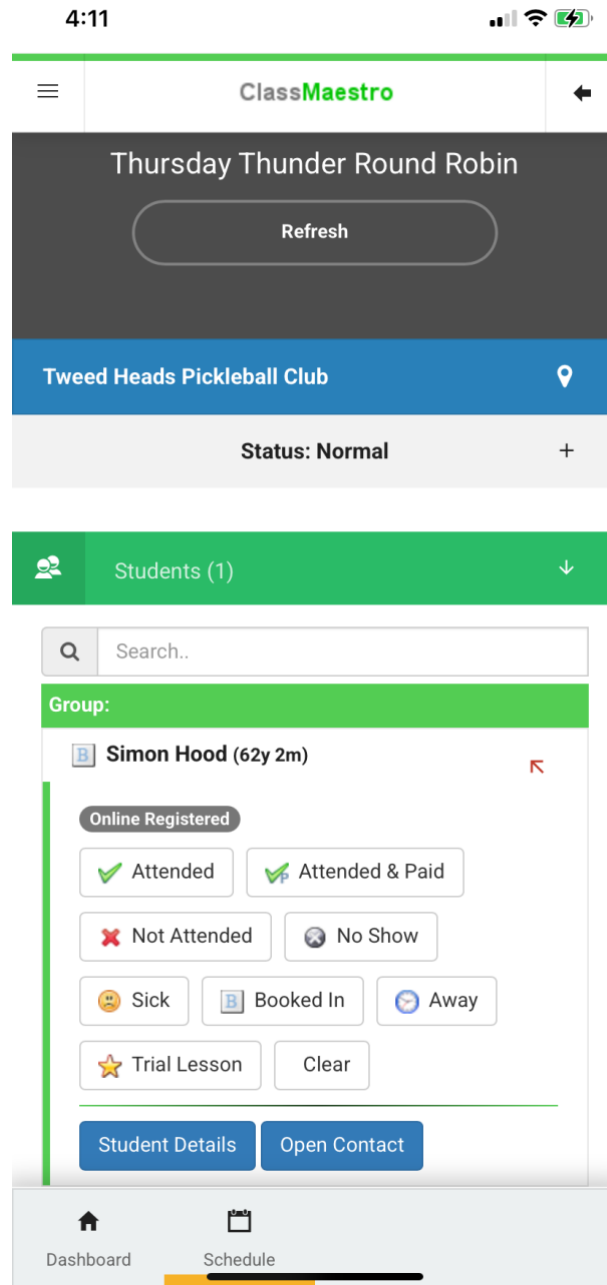 4:11
ClassMaestro
Thursday Thunder Round Robin
Refresh
Tweed Heads Pickleball Club
Status: Normal +
Students (1)
Search..
Group:
B Simon Hood (62y 2m)
Online Registered
Attended
P Attended & Paid
Not Attended
No Show
Sick
B Booked In
Away
Trial Lesson
Clear
Student Details
Open Contact
Dashboard
Schedule